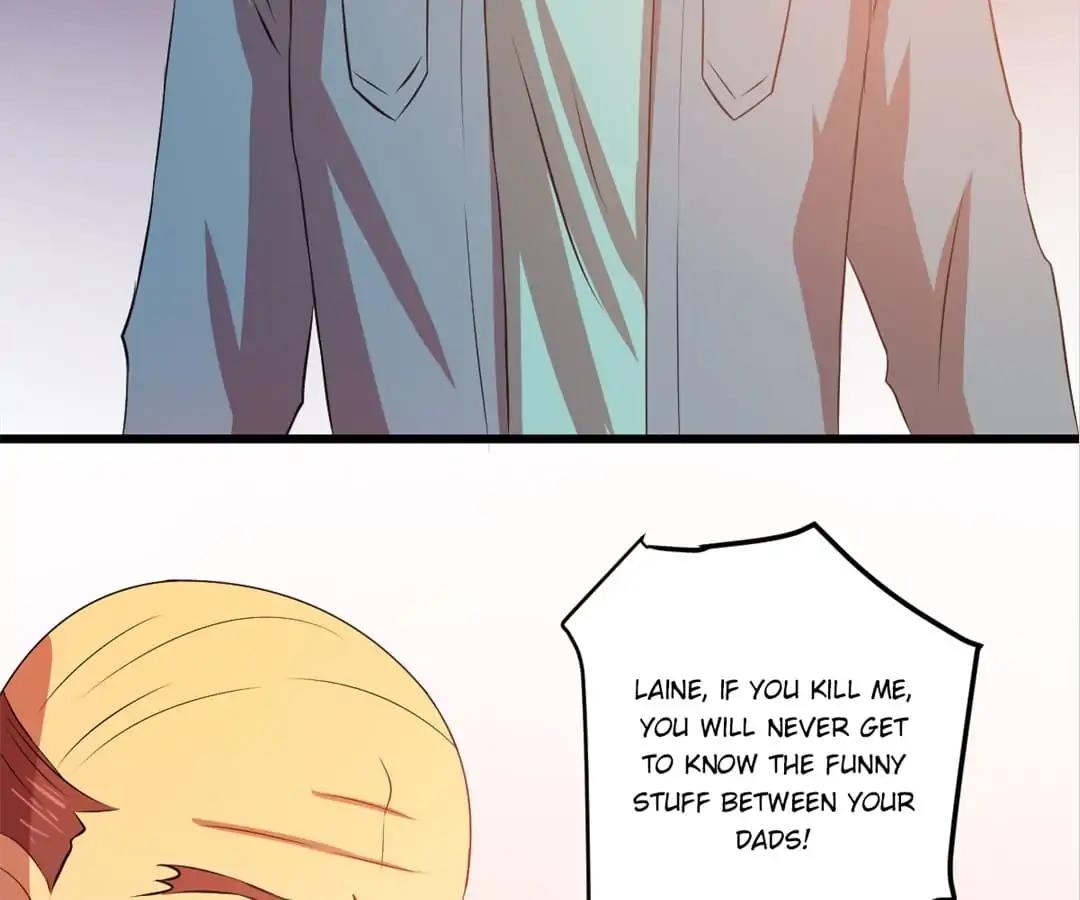 LAINE, IF YOU KILL ME,
YOU WILL NEVER GET
TO KNOW THE FUNNY
STUFF BETWEEN YOUR
DADS!